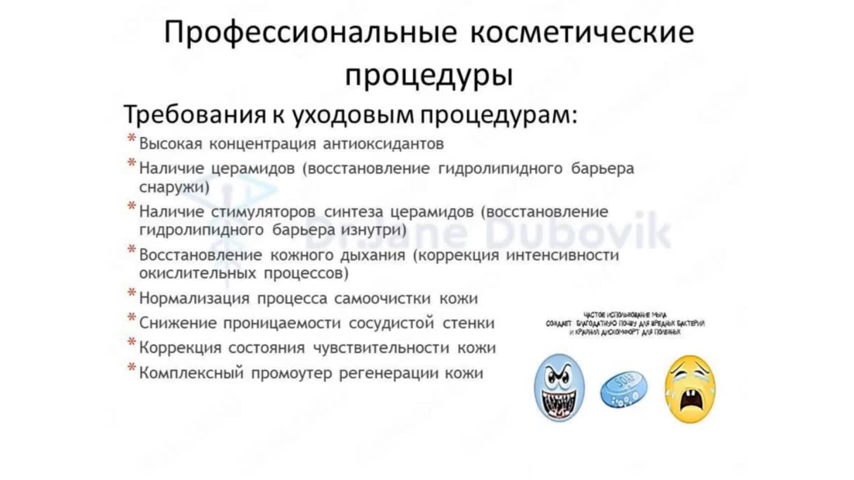 Профессиональные косметические
процедуры
Требования к уходовым процедурам:
* Высокая концентрация антиоксидантов
* Наличие церамидов (восстановление гидролипидного барьера
снаружи)
* Наличие стимуляторов синтеза церамидов (восстановление
гидролипидного барьера изнутри)
Dr.Jane Dubovik
* Восстановление кожного дыхания (коррекция интенсивности
окислительных процессов)
* Нормализация процесса самоочистки кожи
* Снижение проницаемости сосудистой стенки
* Коррекция состояния чувствительности кожи
* Комплексный промоутер регенерации кожи
ЧАСТОЕ ИСПОЛЬЗОВАНИЕ МЫЛА
СОЗДАЕТ БЛАГОДАТНУЮ ПОЧВУ ДЛЯ ВРЕДНЫХ БАКТЕРИЙ
И КРАЙНИЙ ДИСКОМФОРТ ДЛЯ ПОЛЕЗНЫХ
SOAP